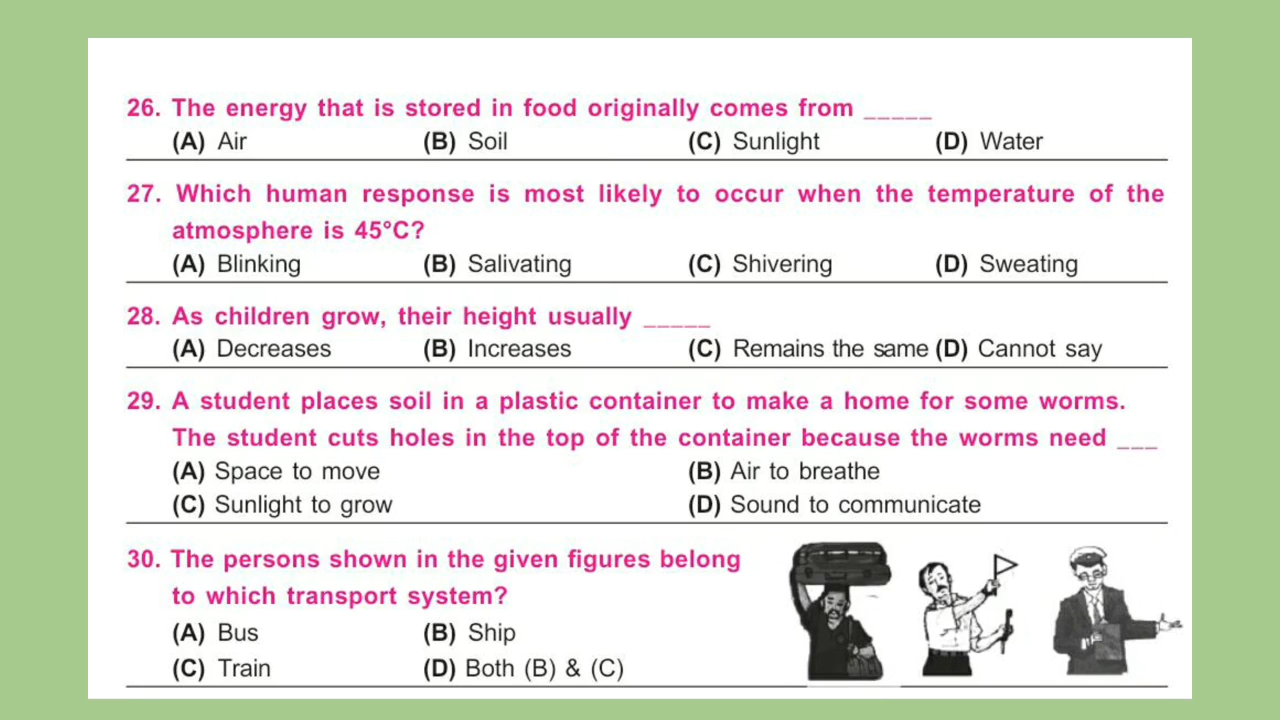 26. The energy that is stored in food originally comes from _____
(A) Air (B) Soil (C) Sunlight (D) Water
27. Which human response is most likely to occur when the temperature of the
atmosphere is 45°C?
(A) Blinking (B) Salivating (C) Shivering (D) Sweating
28. As children grow, their height usually _____
(A) Decreases (B) Increases (C) Remains the same (D) Cannot say
29. A student places soil in a plastic container to make a home for some worms.
The student cuts holes in the top of the container because the worms need ___
(A) Space to move (B) Air to breathe
(C) Sunlight to grow (D) Sound to communicate
30. The persons shown in the given figures belong
to which transport system?
(A) Bus (B) Ship
(C) Train (D) Both (B) & (C)